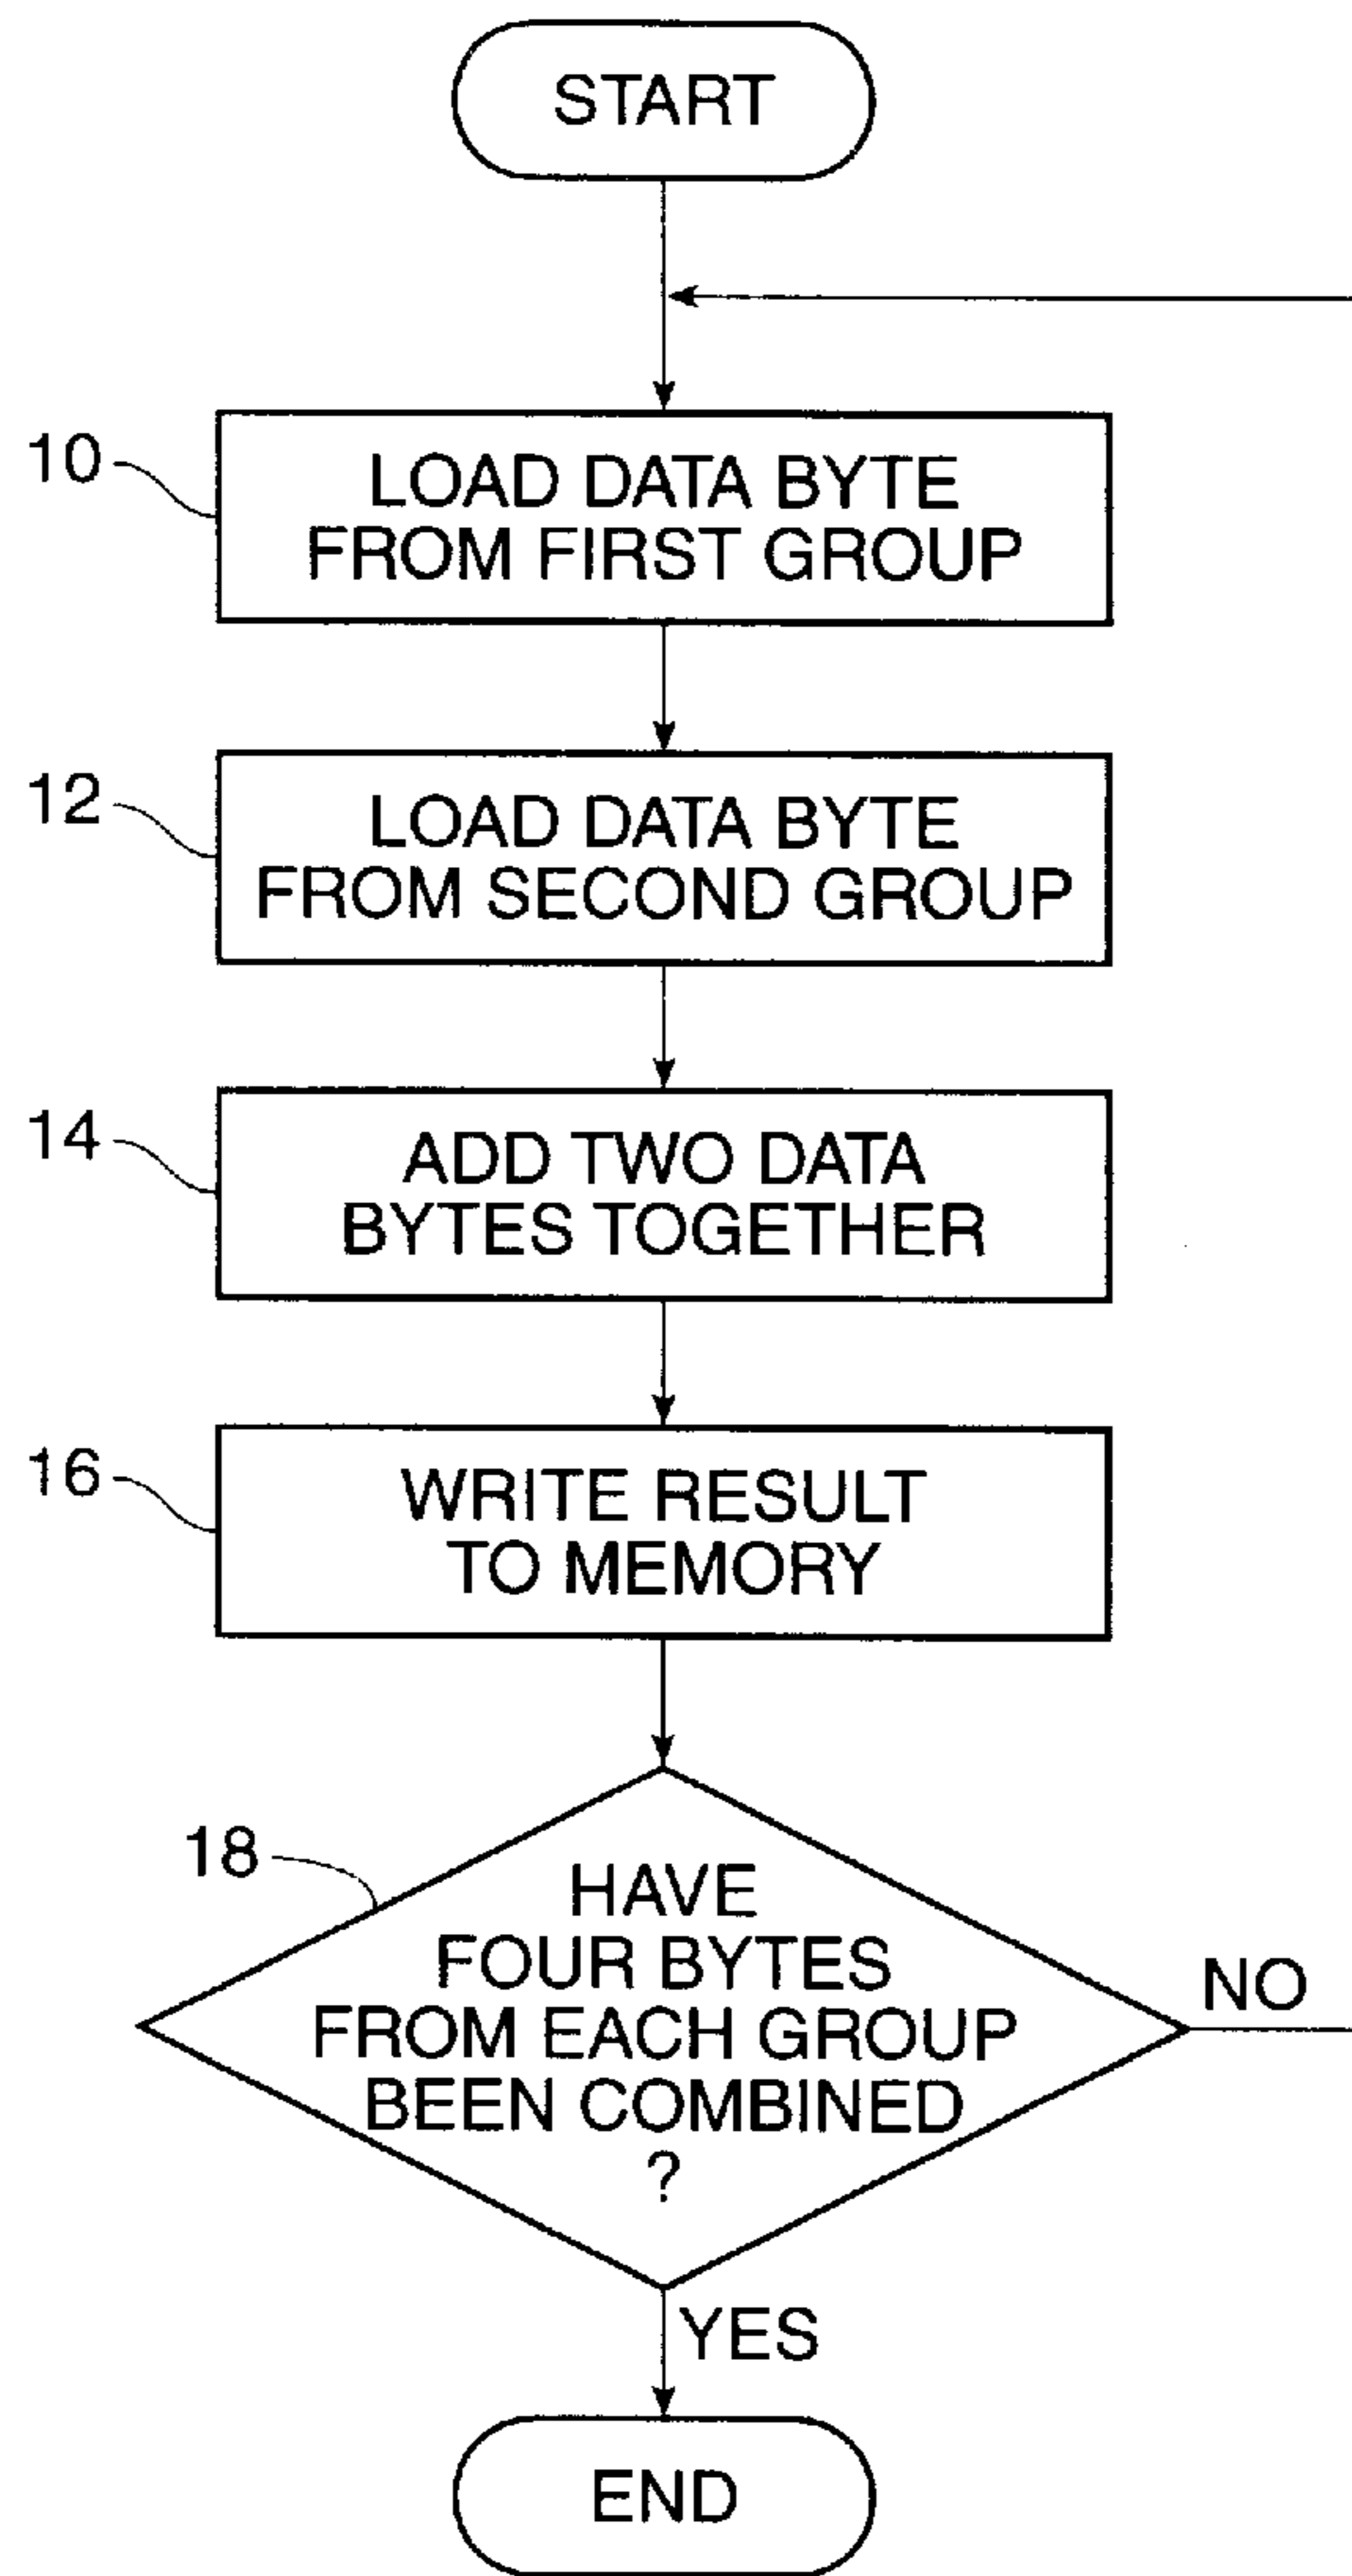 START
10
LOAD DATA BYTE
FROM FIRST GROUP
12
LOAD DATA BYTE
FROM SECOND GROUP
14
ADD TWO DATA
BYTES TOGETHER
16
WRITE RESULT
TO MEMORY
18
HAVE
FOUR BYTES
FROM EACH GROUP
BEEN COMBINED
?
NO
YES
END